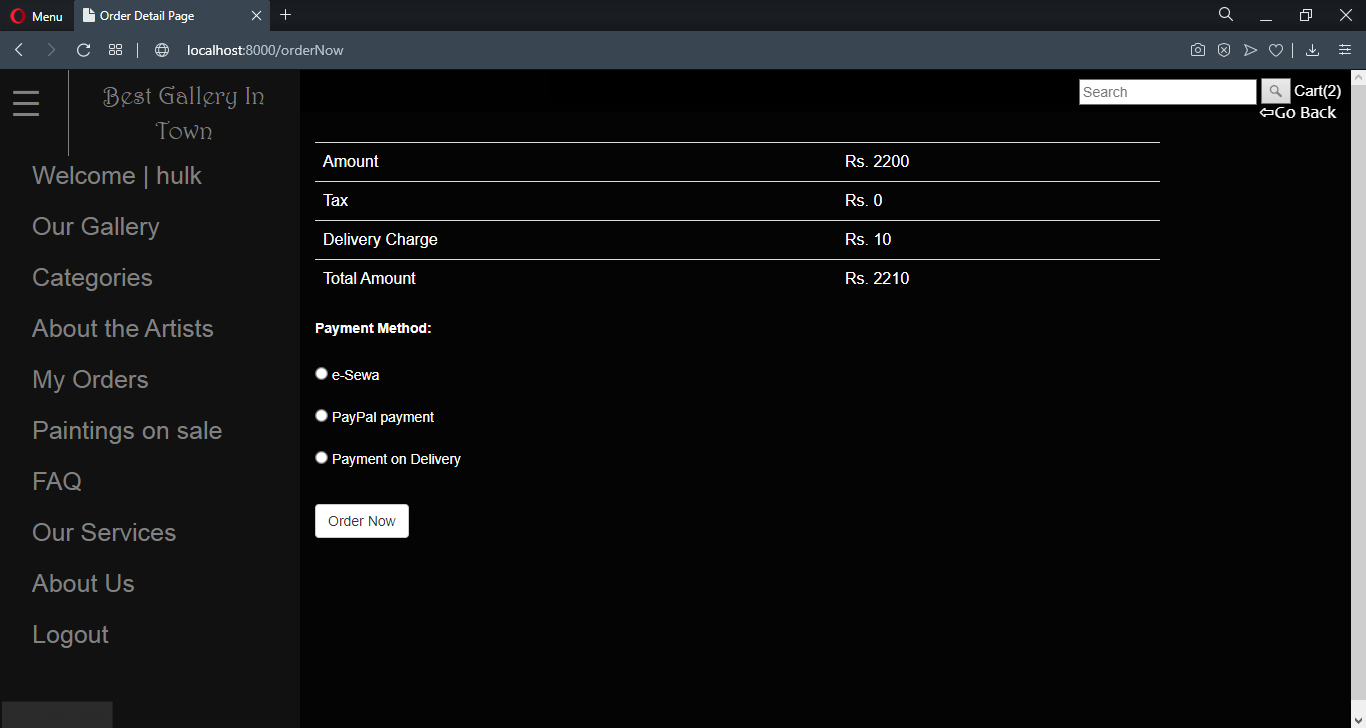 Menu
Order Detail Page
localhost:8000/orderNow
Best Gallery In
Town
Search
Cart(2)
⇦Go Back
Welcome | hulk
Our Gallery
Categories
About the Artists
My Orders
Paintings on sale
FAQ
Our Services
About Us
Logout
Amount Rs. 2200
Tax Rs. 0
Delivery Charge Rs. 10
Total Amount Rs. 2210
Payment Method:
e-Sewa
PayPal payment
Payment on Delivery
Order Now